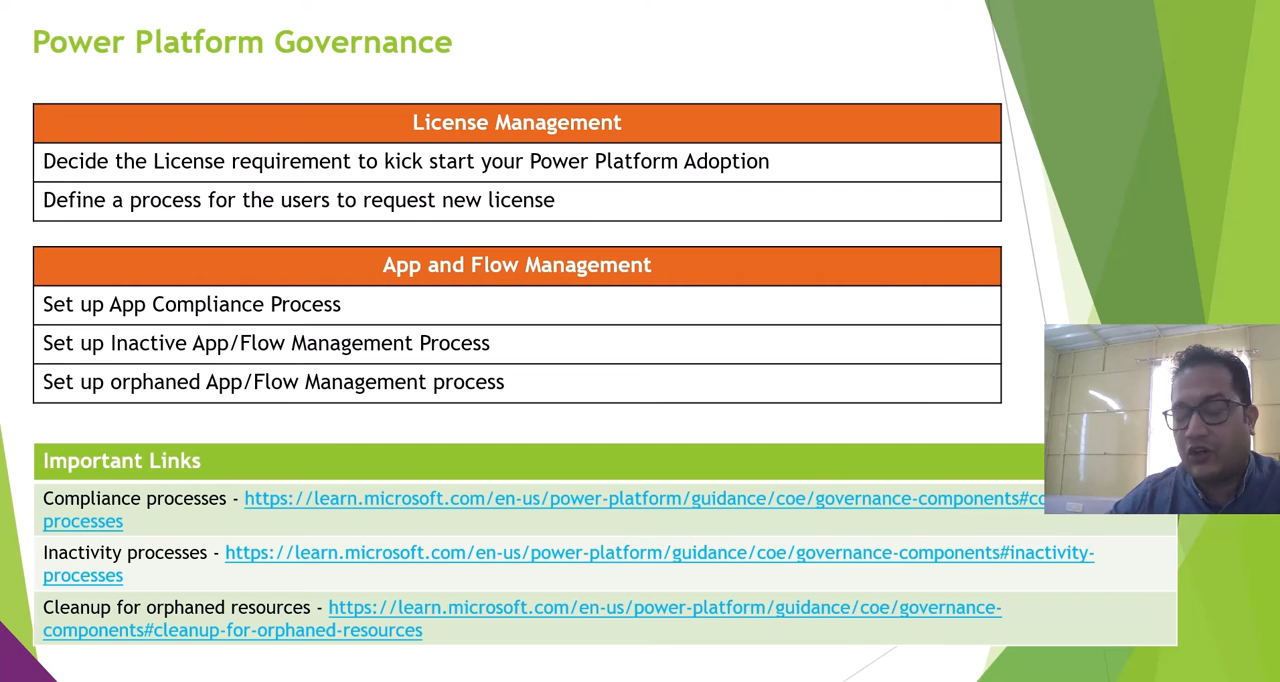 Power Platform Governance
License Management
Decide the License requirement to kick start your Power Platform Adoption
Define a process for the users to request new license
App and Flow Management
Set up App Compliance Process
Set up Inactive App/Flow Management Process
Set up orphaned App/Flow Management process
Important Links
Compliance processes - https://learn.microsoft.com/en-us/power-platform/guidance/coe/governance-components#co
processes
Inactivity processes - https://learn.microsoft.com/en-us/power-platform/guidance/coe/governance-components#inactivity-
processes
Cleanup for orphaned resources - https://learn.microsoft.com/en-us/power-platform/guidance/coe/governance-
components#cleanup-for-orphaned-resources